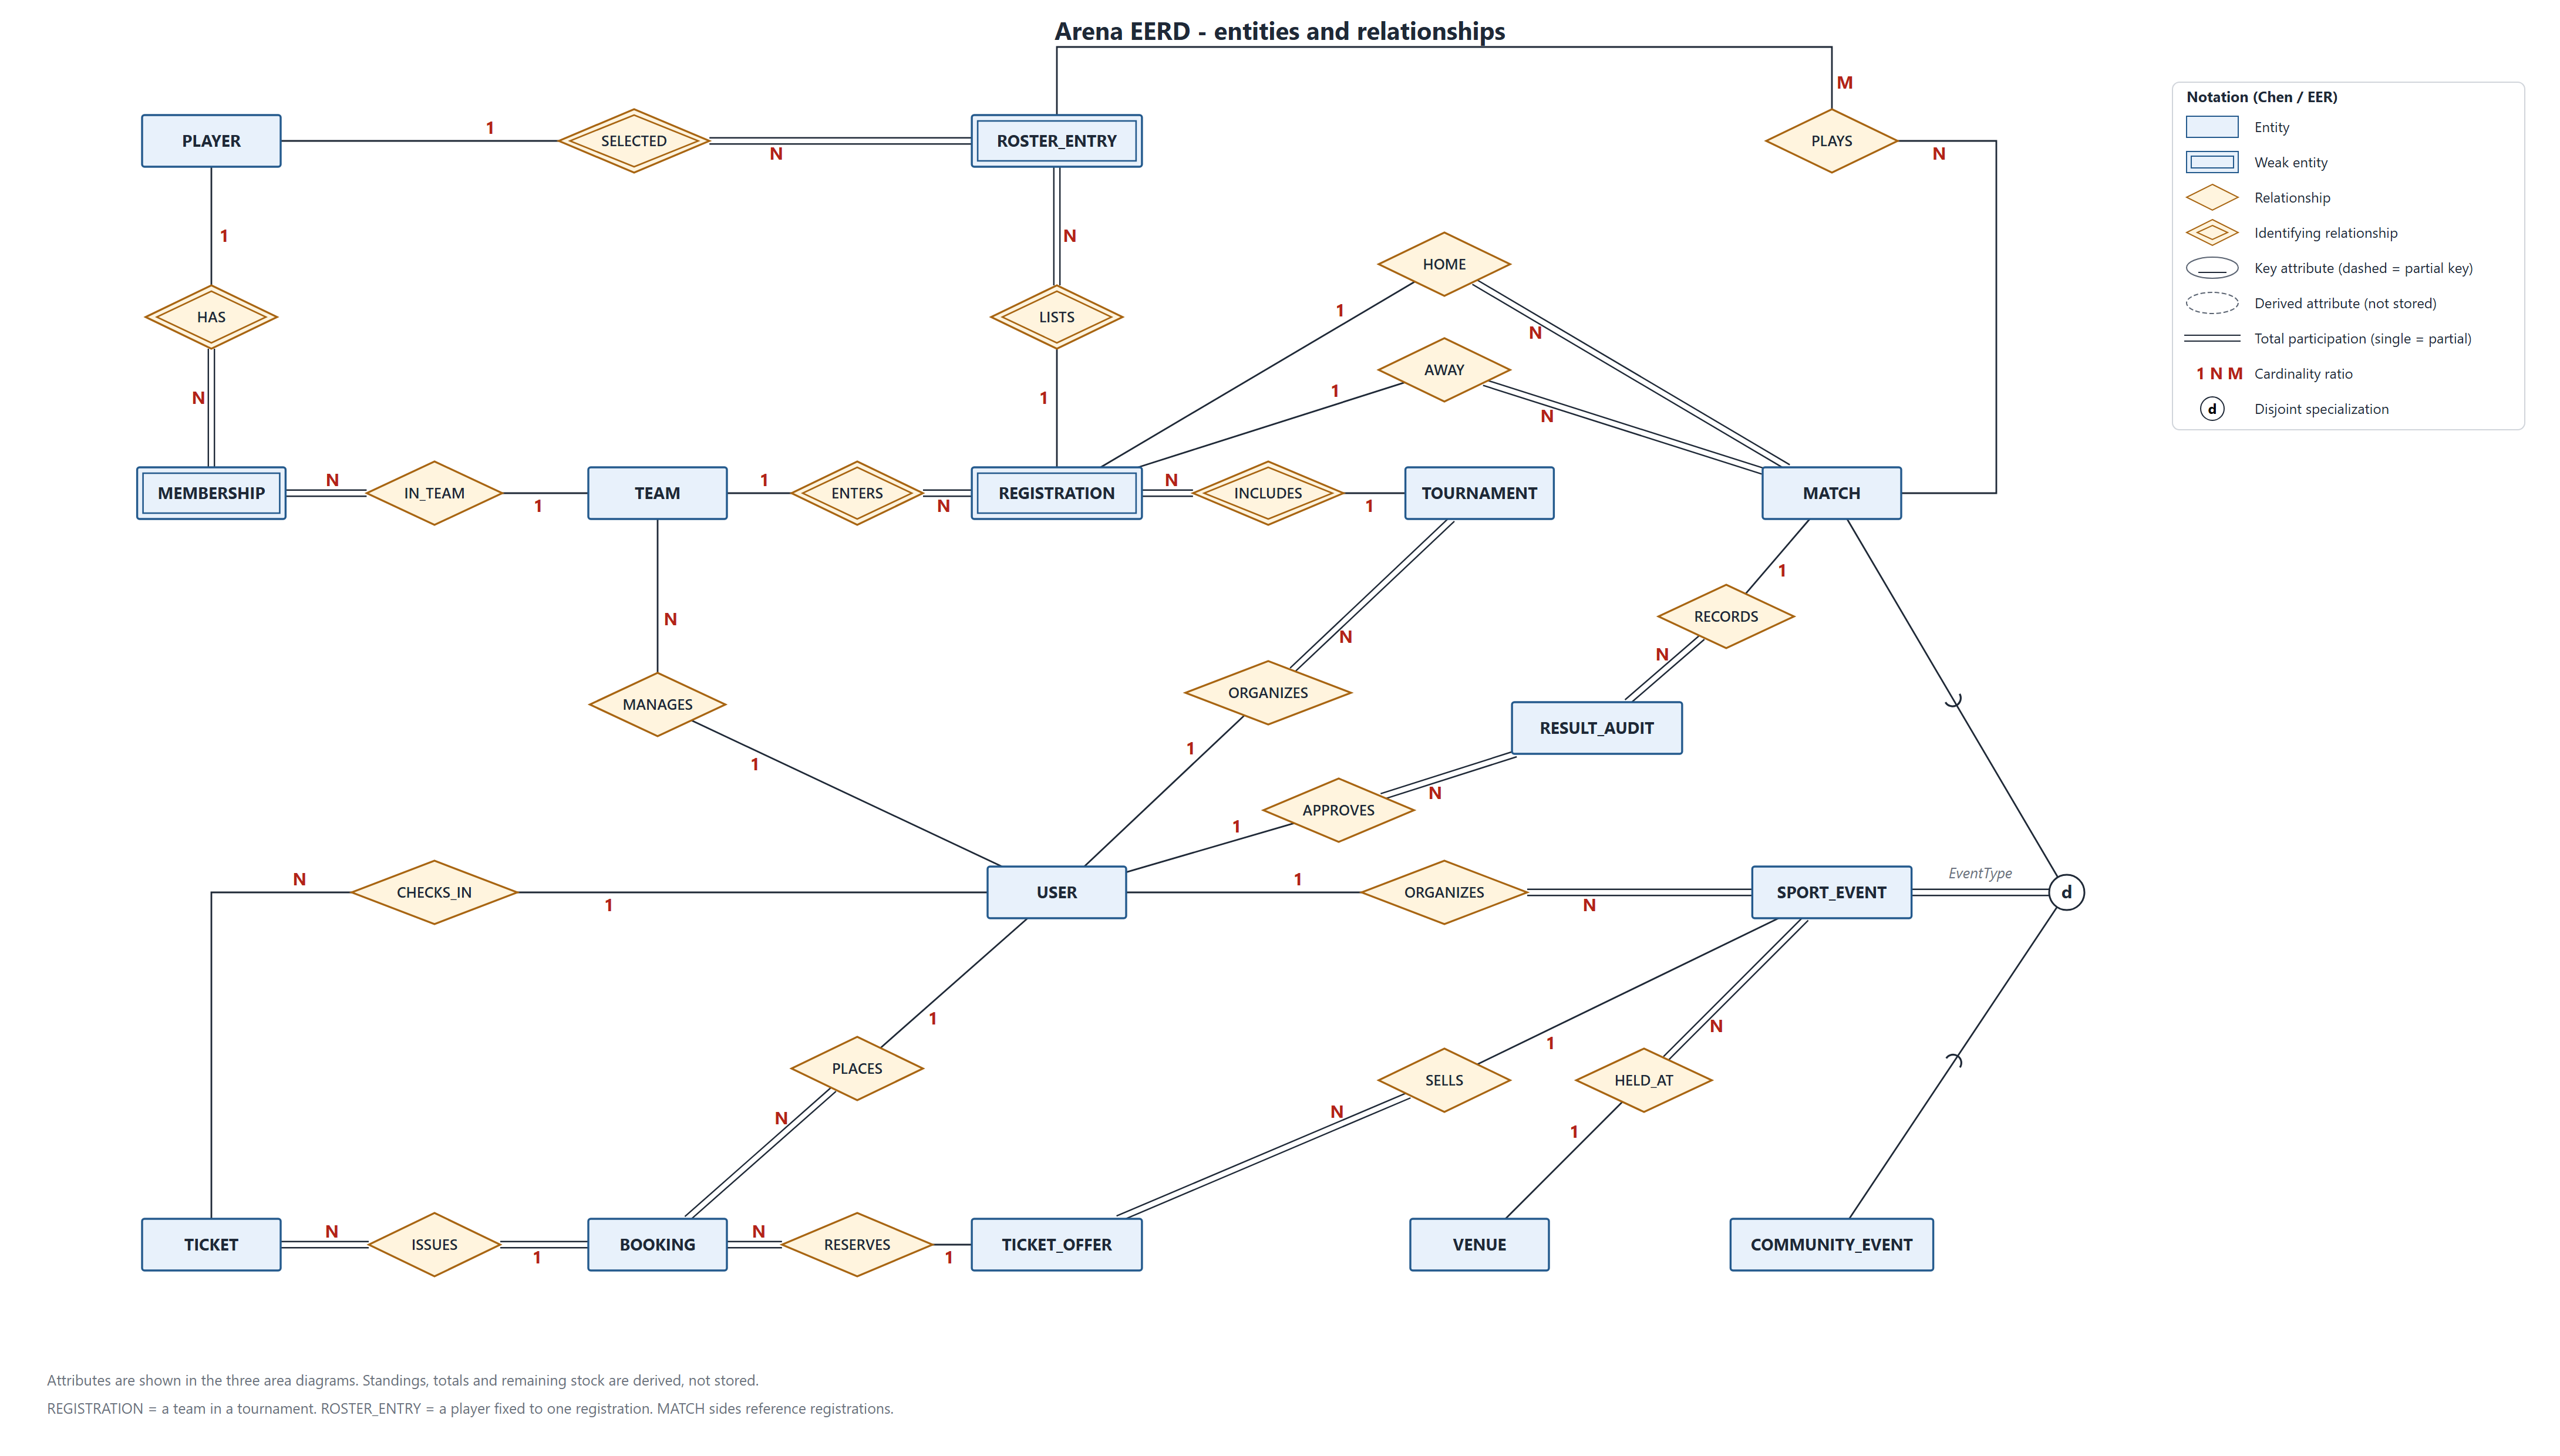 Arena EERD - entities and relationships
M
Notation (Chen / EER)
Entity
Weak entity
Relationship
Identifying relationship
Key attribute (dashed = partial key)
Derived attribute (not stored)
Total participation (single = partial)
1 N M Cardinality ratio
d Disjoint specialization
PLAYER
1
SELECTED
N
ROSTER_ENTRY
PLAYS
N
1
N
HOME
HAS
LISTS
1
N
AWAY
N
1
1
N
MEMBERSHIP
N
IN_TEAM
1
TEAM
1
ENTERS
N
REGISTRATION
N
INCLUDES
1
TOURNAMENT
MATCH
1
N
RECORDS
N
N
MANAGES
ORGANIZES
RESULT_AUDIT
1
1
APPROVES
N
1
N
CHECKS_IN
1
USER
1
ORGANIZES
N
SPORT_EVENT
EventType
d
1
PLACES
N
1
SELLS
N
HELD_AT
N
1
TICKET
N
ISSUES
1
BOOKING
N
RESERVES
1
TICKET_OFFER
VENUE
COMMUNITY_EVENT
Attributes are shown in the three area diagrams. Standings, totals and remaining stock are derived, not stored.
REGISTRATION = a team in a tournament. ROSTER_ENTRY = a player fixed to one registration. MATCH sides reference registrations.